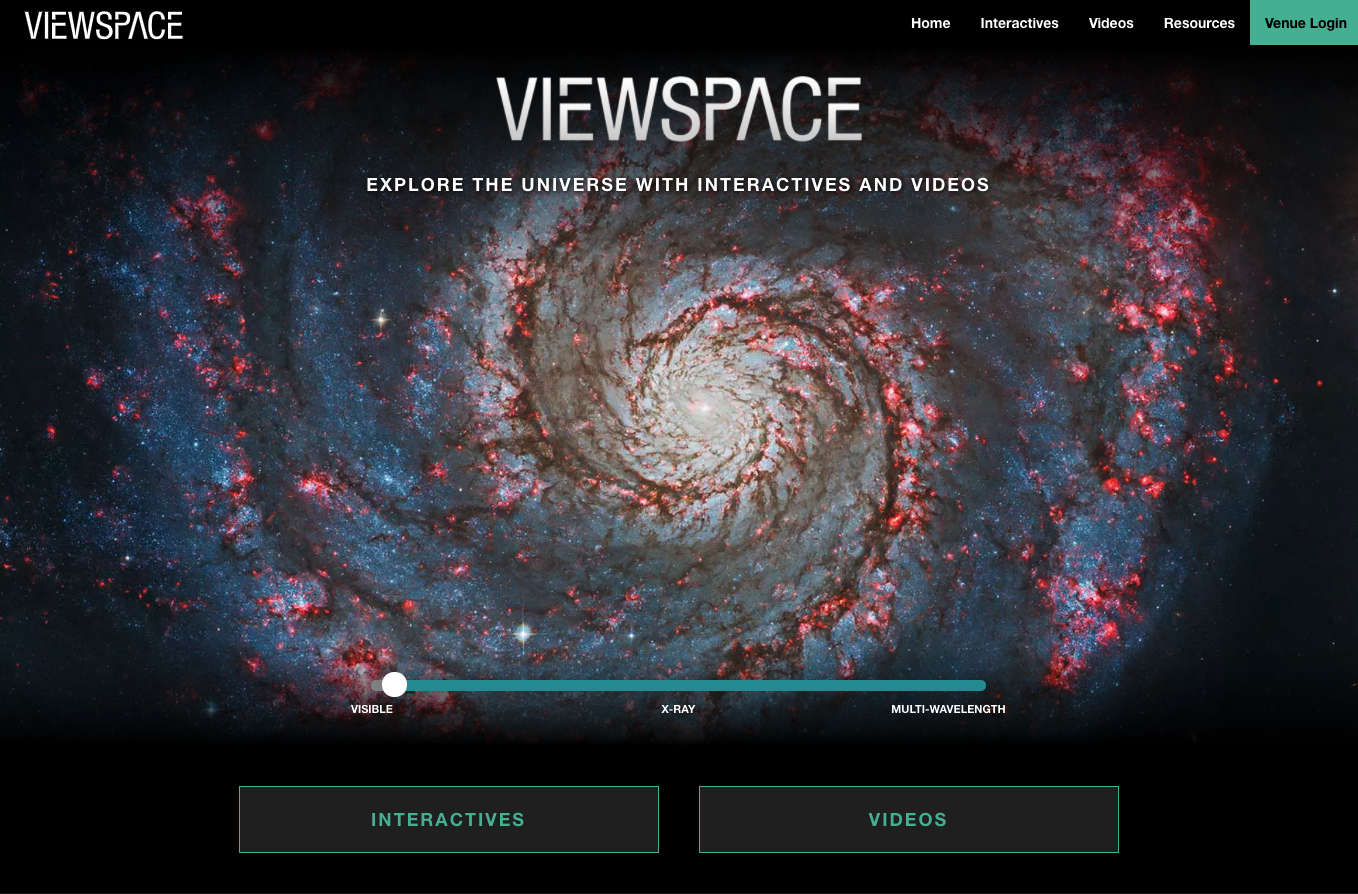 VIEWSPACE
Home Interactives Videos Resources Venue Login
VIEWSPACE
EXPLORE THE UNIVERSE WITH INTERACTIVES AND VIDEOS
VISIBLE X-RAY MULTI-WAVELENGTH
INTERACTIVES VIDEOS